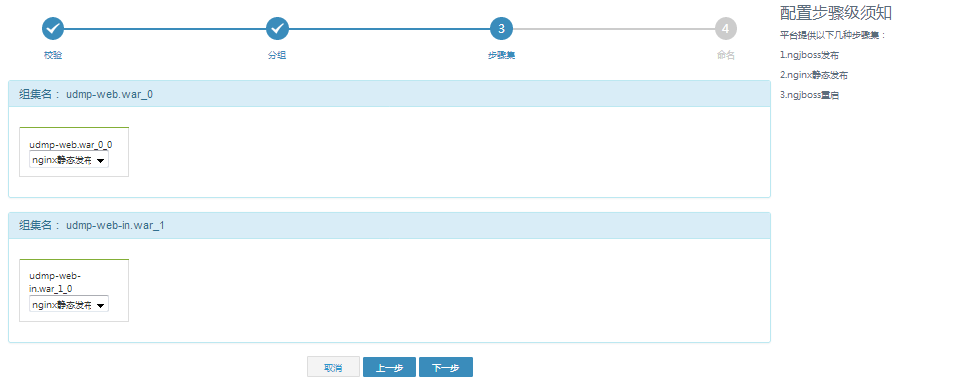 3
4
校验
分组
步骤集
命名
组集名： udmp-web.war_0
udmp-web.war_0_0
nginx静态发布
组集名： udmp-web-in.war_1
udmp-web-
in.war_1_0
nginx静态发布
取消
上一步
下一步
配置步骤级须知
平台提供以下几种步骤集：
1.ngjboss发布
2.nginx静态发布
3.ngjboss重启